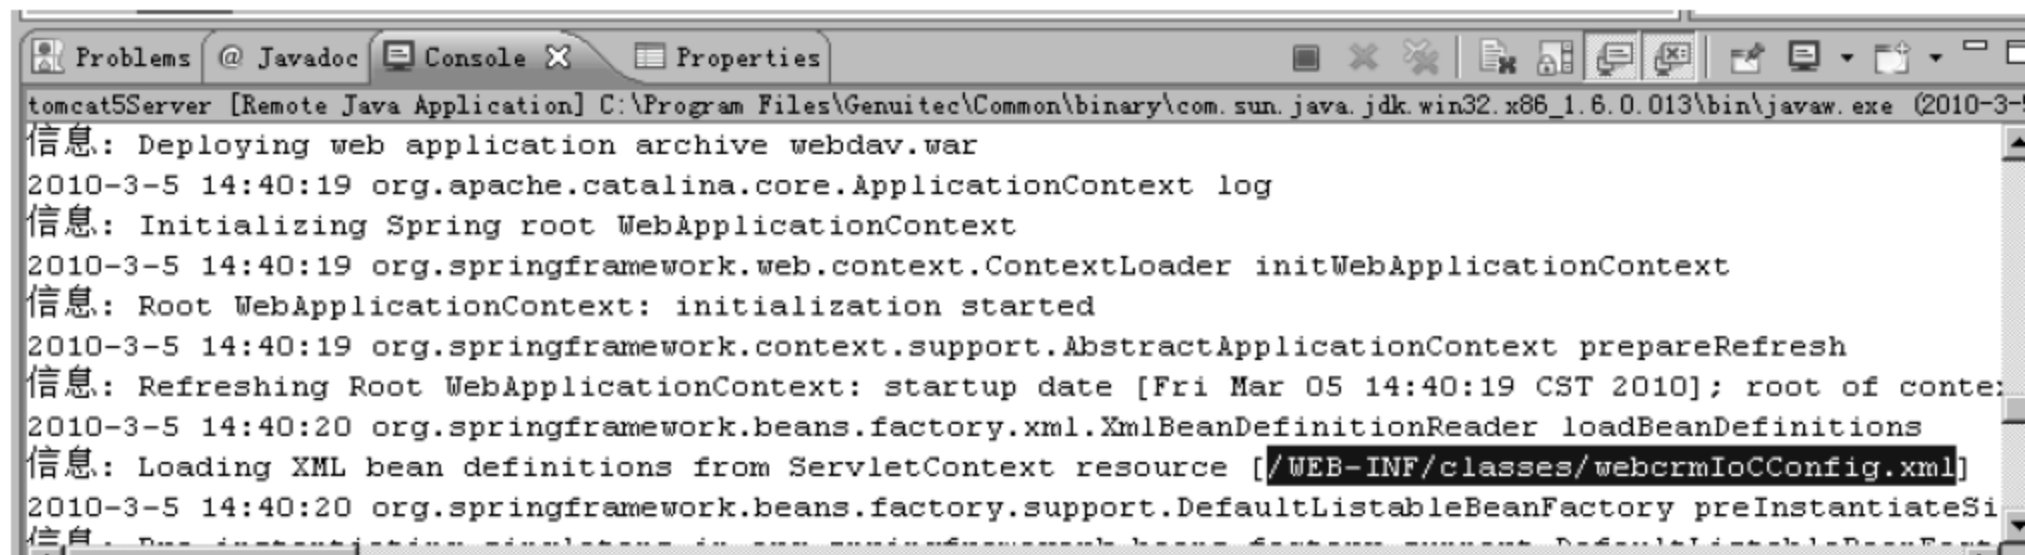 Problems @ Javadoc Console Properties
tomcat5Server [Remote Java Application] C:\Program Files\Genuitec\Common\binary\com.sun.java.jdk.win32.x86_1.6.0.013\bin\javaw.exe (2010-3-5
信息: Deploying web application archive webdav.war
2010-3-5 14:40:19 org.apache.catalina.core.ApplicationContext log
信息: Initializing Spring root WebApplicationContext
2010-3-5 14:40:19 org.springframework.web.context.ContextLoader initWebApplicationContext
信息: Root WebApplicationContext: initialization started
2010-3-5 14:40:19 org.springframework.context.support.AbstractApplicationContext prepareRefresh
信息: Refreshing Root WebApplicationContext: startup date [Fri Mar 05 14:40:19 CST 2010]; root of contex
2010-3-5 14:40:20 org.springframework.beans.factory.xml.XmlBeanDefinitionReader loadBeanDefinitions
信息: Loading XML bean definitions from ServletContext resource [/WEB-INF/classes/webcrmIoCConfig.xml]
2010-3-5 14:40:20 org.springframework.beans.factory.support.DefaultListableBeanFactory preInstantiateSi